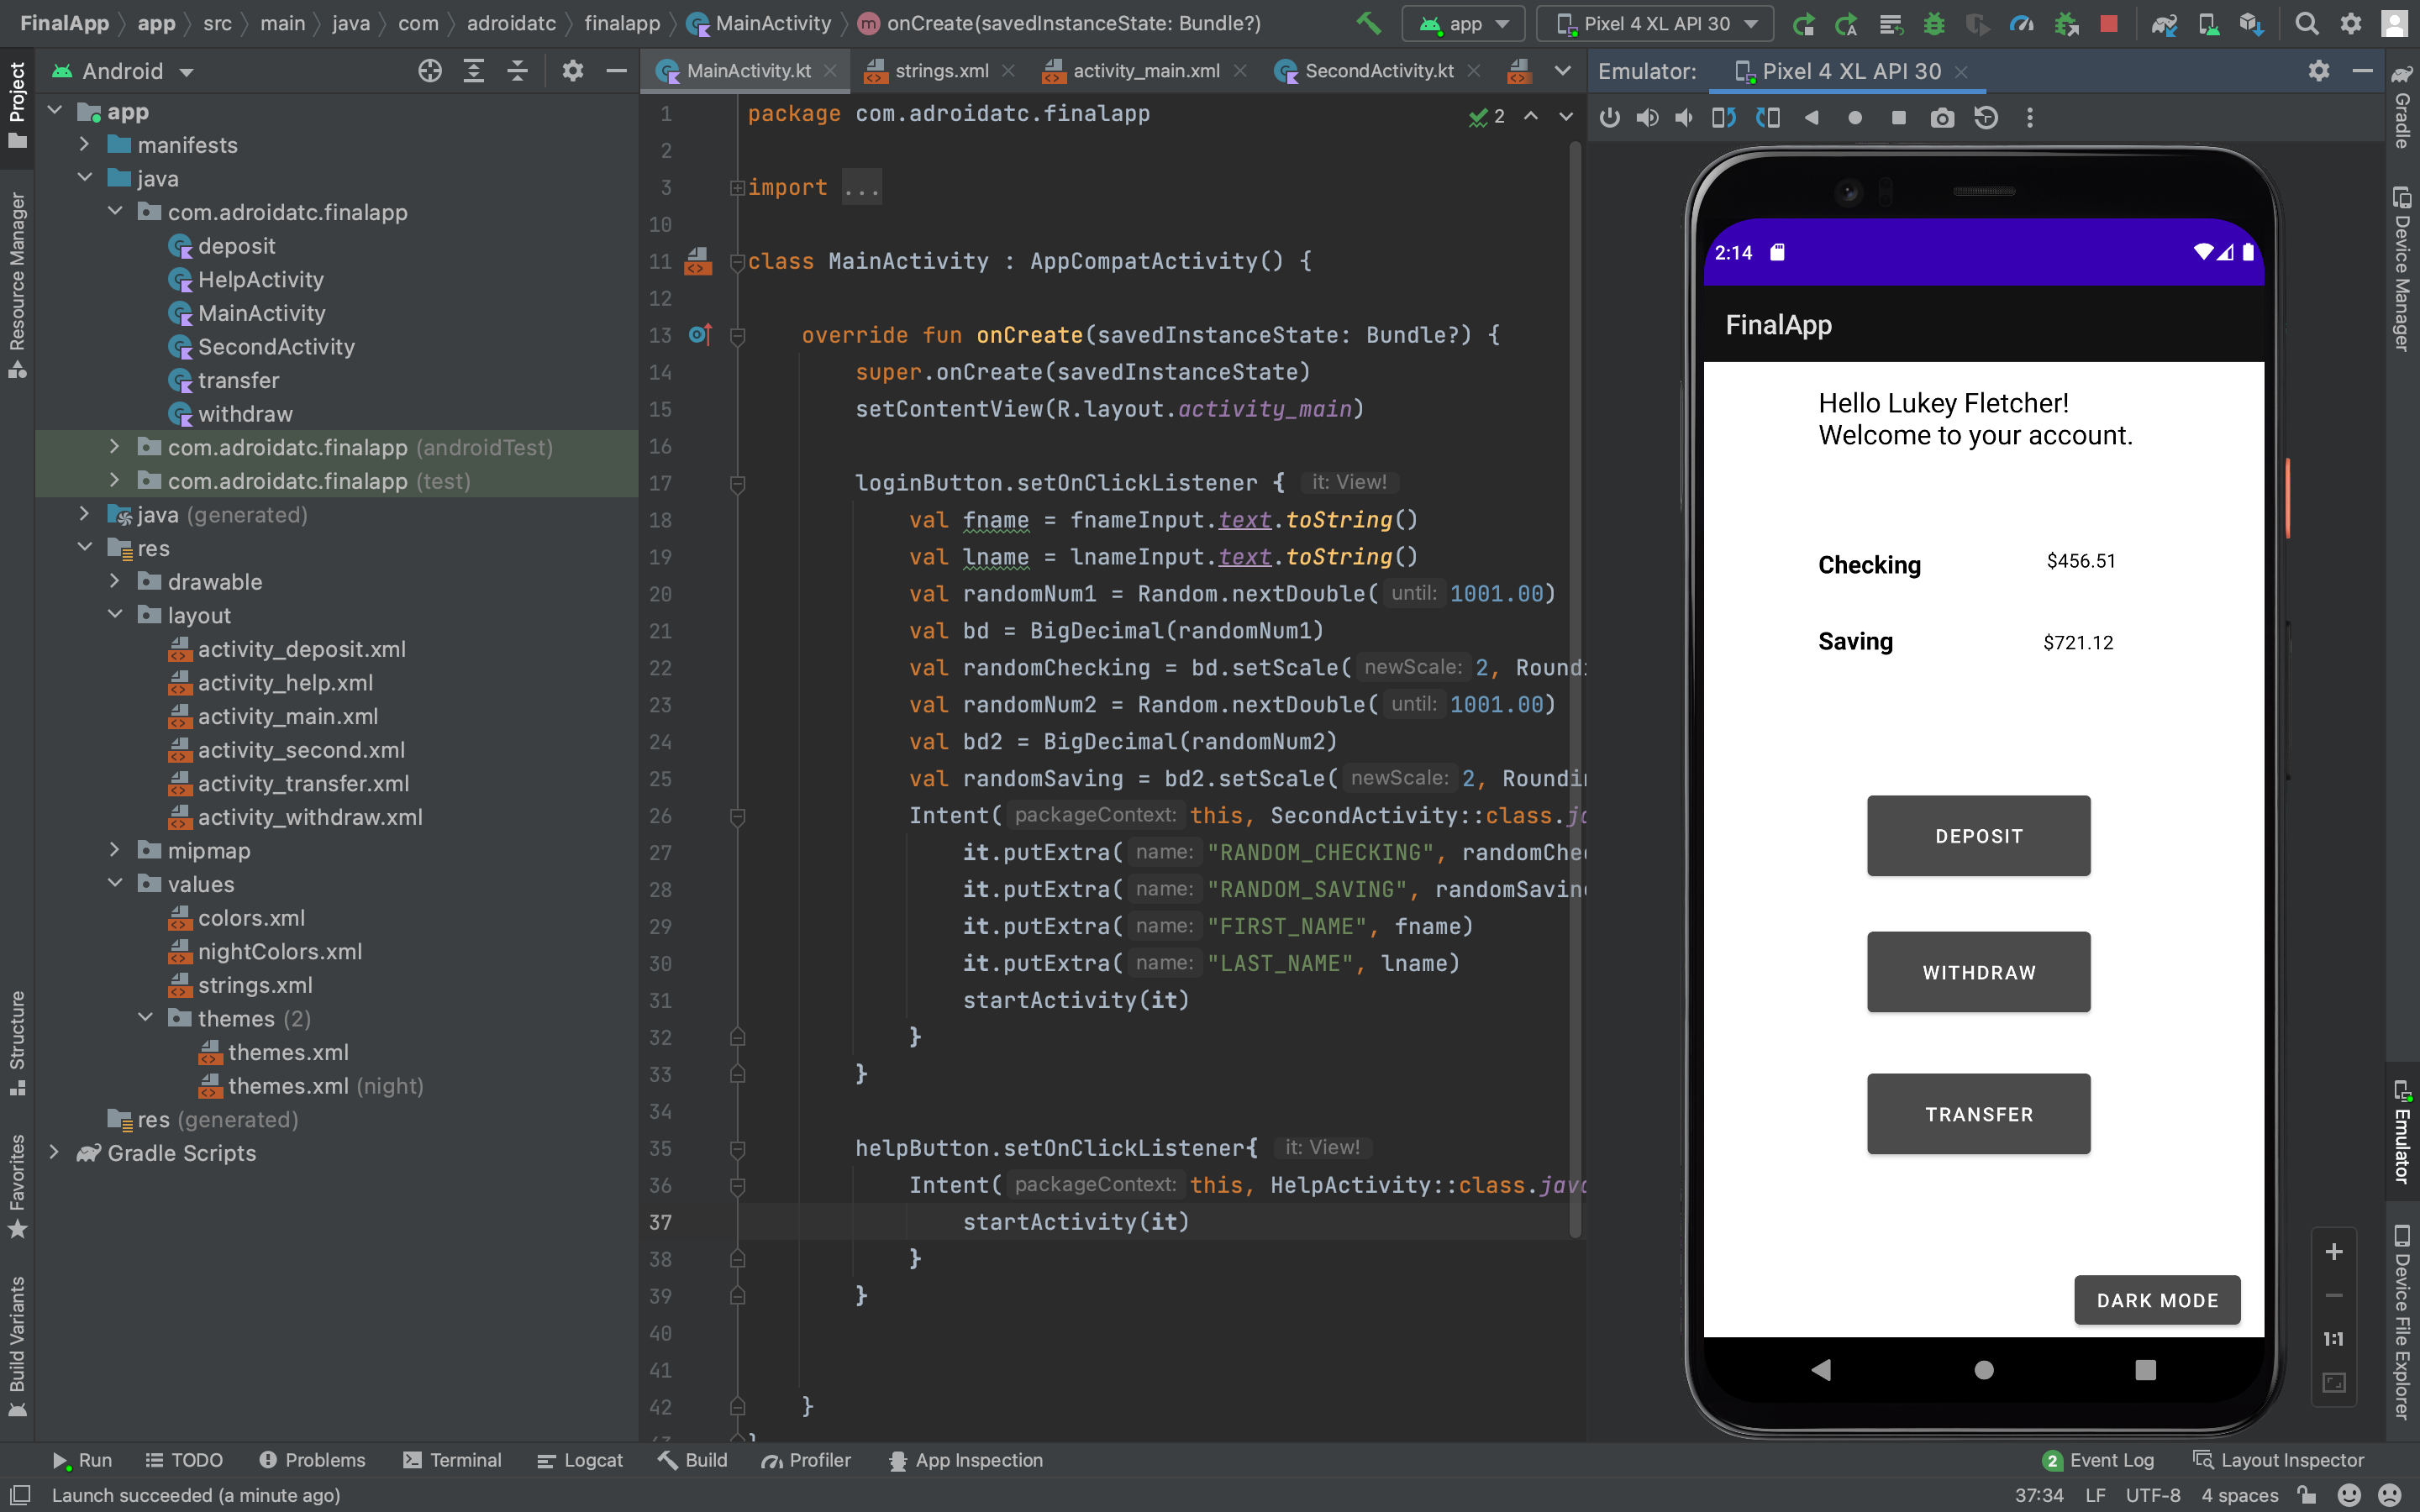 FinalApp app src main java com adroidatc finalapp MainActivity onCreate(savedInstanceState: Bundle?) app Pixel 4 XL API 30
Project
Resource Manager
Structure
Favorites
Build Variants
Android
app
manifests
java
com.adroidatc.finalapp
deposit
HelpActivity
MainActivity
SecondActivity
transfer
withdraw
com.adroidatc.finalapp (androidTest)
com.adroidatc.finalapp (test)
java (generated)
res
drawable
layout
activity_deposit.xml
activity_help.xml
activity_main.xml
activity_second.xml
activity_transfer.xml
activity_withdraw.xml
mipmap
values
colors.xml
nightColors.xml
strings.xml
themes (2)
themes.xml
themes.xml (night)
res (generated)
Gradle Scripts
MainActivity.kt strings.xml activity_main.xml SecondActivity.kt
2
1 package com.adroidatc.finalapp
2
3 import ...
10
11 class MainActivity : AppCompatActivity() {
12
13 override fun onCreate(savedInstanceState: Bundle?) {
14 super.onCreate(savedInstanceState)
15 setContentView(R.layout.activity_main)
16
17 loginButton.setOnClickListener { it: View!
18 val fname = fnameInput.text.toString()
19 val lname = lnameInput.text.toString()
20 val randomNum1 = Random.nextDouble( until: 1001.00)
21 val bd = BigDecimal(randomNum1)
22 val randomChecking = bd.setScale( newScale: 2, Roundi
23 val randomNum2 = Random.nextDouble( until: 1001.00)
24 val bd2 = BigDecimal(randomNum2)
25 val randomSaving = bd2.setScale( newScale: 2, Roundin
26 Intent( packageContext: this, SecondActivity::class.ja
27 it.putExtra( name: "RANDOM_CHECKING", randomChec
28 it.putExtra( name: "RANDOM_SAVING", randomSaving
29 it.putExtra( name: "FIRST_NAME", fname)
30 it.putExtra( name: "LAST_NAME", lname)
31 startActivity(it)
32 }
33 }
34
35 helpButton.setOnClickListener{ it: View!
36 Intent( packageContext: this, HelpActivity::class.java
37 startActivity(it)
38 }
39 }
40
41
42 }
Emulator: Pixel 4 XL API 30
2:14
FinalApp
Hello Lukey Fletcher!
Welcome to your account.
Checking $456.51
Saving $721.12
DEPOSIT
WITHDRAW
TRANSFER
DARK MODE
1:1
Gradle
Device Manager
Emulator
Device File Explorer
Run TODO Problems Terminal Logcat Build Profiler App Inspection 2 Event Log Layout Inspector
Launch succeeded (a minute ago) 37:34 LF UTF-8 4 spaces